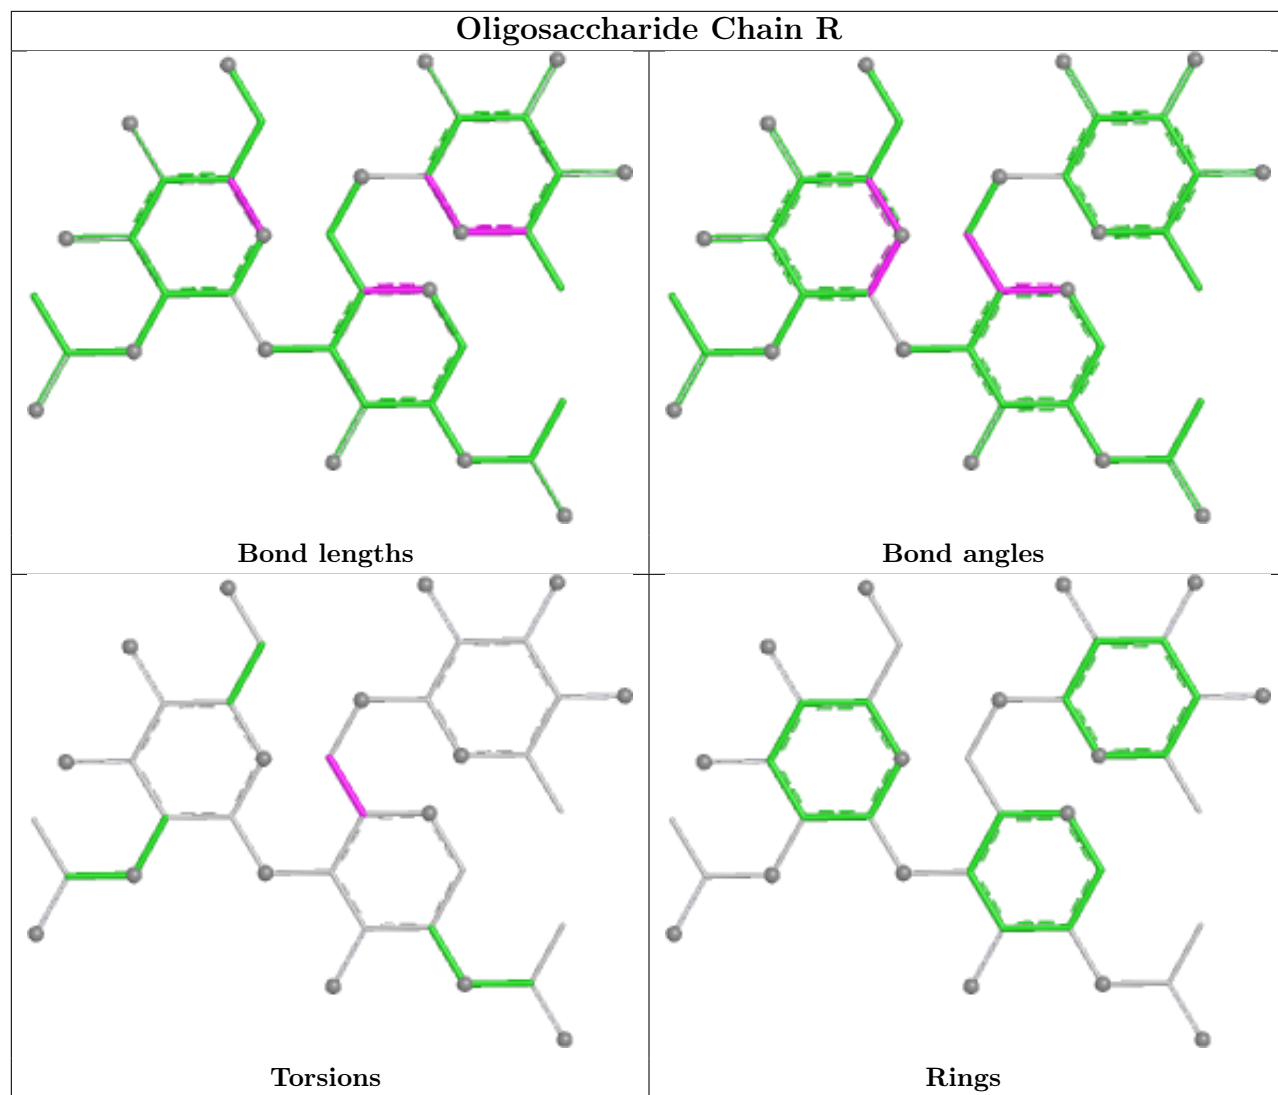 Oligosaccharide Chain R
Bond lengths
Bond angles
Torsions
Rings